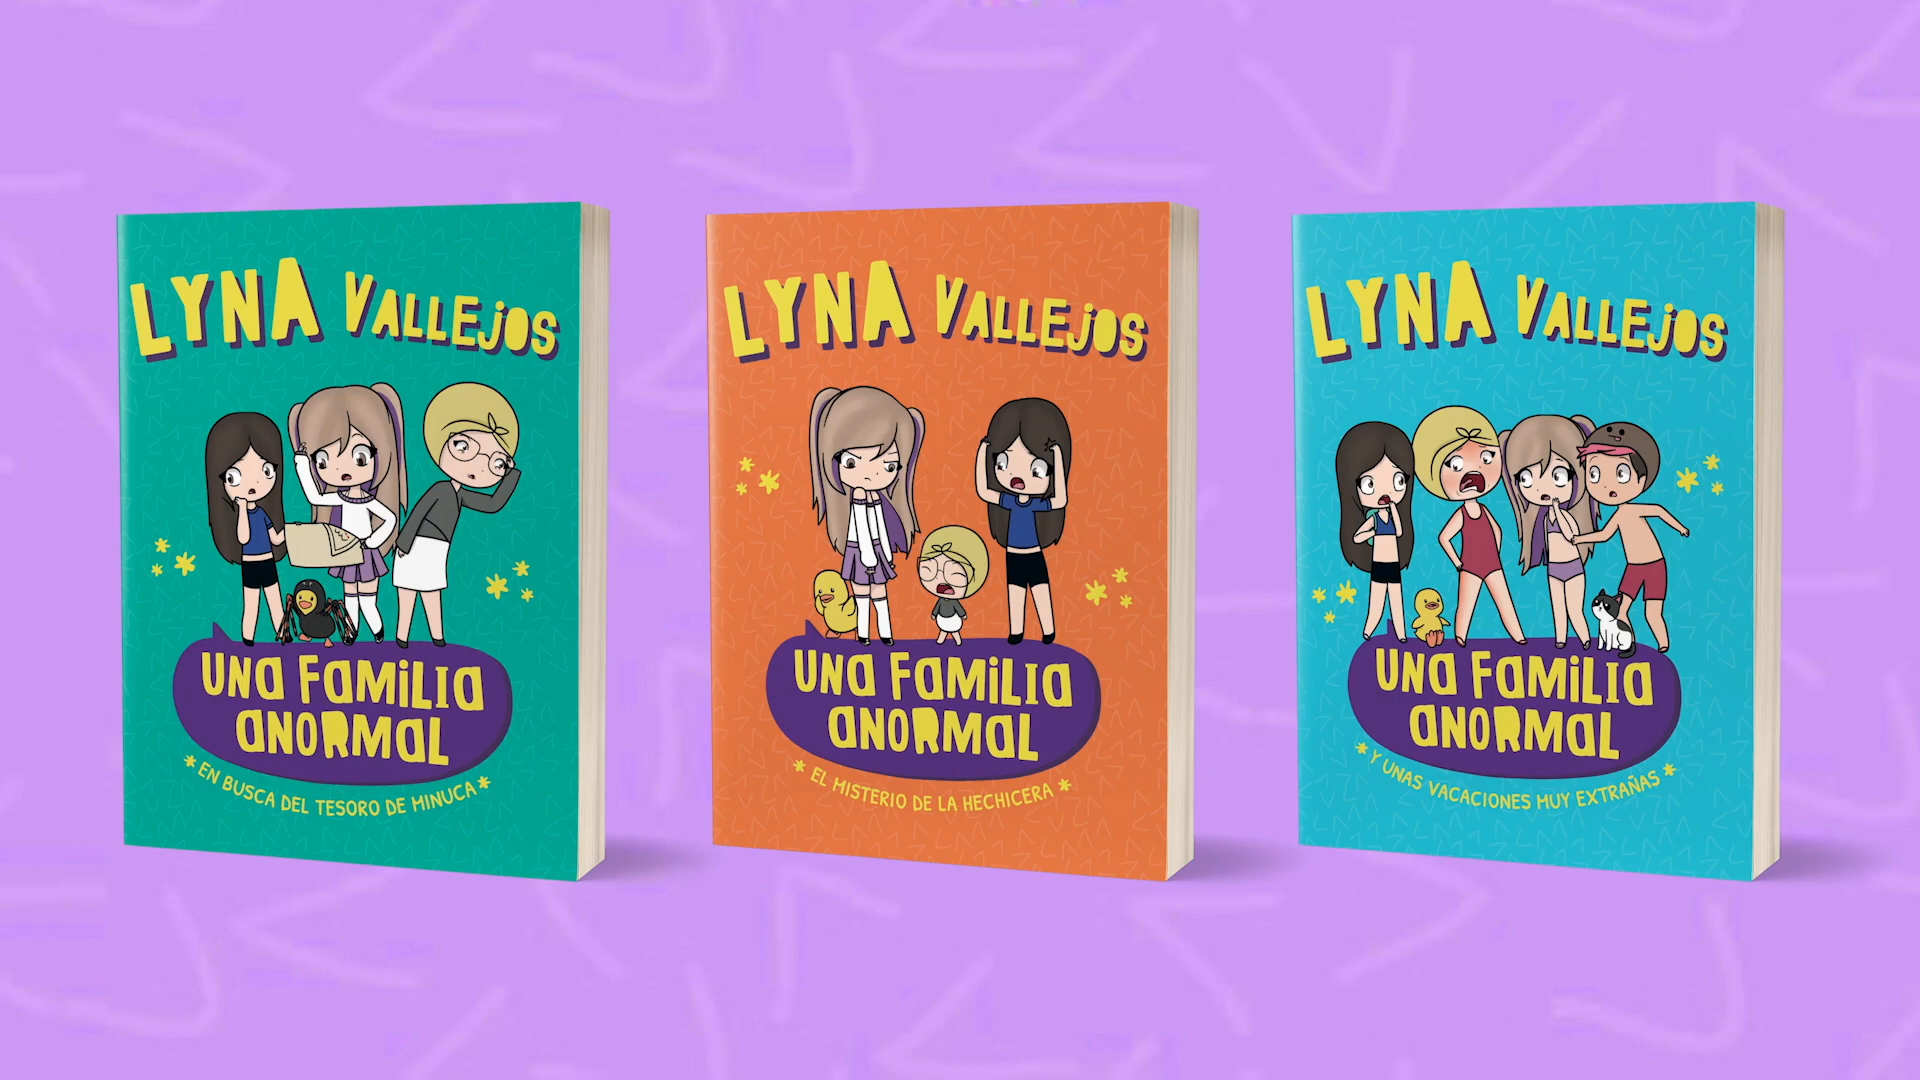 LYNA VALLEJOS
UNA FAMILIA
ANORMAL
* EN BUSCA DEL TESORO DE MINUCA *
LYNA VALLEJOS
UNA FAMILIA
ANORMAL
* EL MISTERIO DE LA HECHICERA *
LYNA VALLEJOS
UNA FAMILIA
ANORMAL
* Y UNAS VACACIONES MUY EXTRAÑAS *